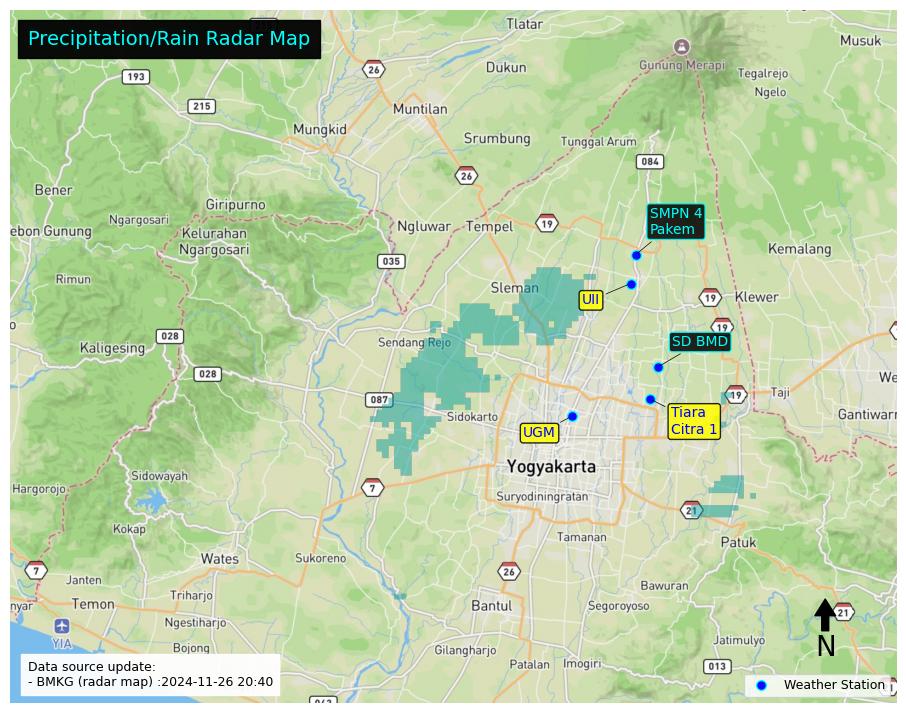 Precipitation/Rain Radar Map
Tlatar
Musuk
26
Gunung Merapi
193
Dukun
Tegalrejo
Ngelo
215
Muntilan
Mungkid
Srumbung
Tunggal Arum
084
26
Bener
Giripurno
SMPN 4
Pakem
Ngargosari
Ngluwar
Tempel
19
ebon Gunung
Kelurahan
Ngargosari
Kemalang
035
Rimun
Sleman
UII
19
Klewer
19
028
Sendang Rejo
SD BMD
Kaligesing
028
We
087
19
Taji
Sidokarto
Tiara
Citra 1
Gantiwarn
UGM
Yogyakarta
Sidowayah
Hargorojo
7
Suryodiningratan
21
Kokap
Tamanan
Patuk
Wates
Sukoreno
7
26
Janten
Bawuran
Triharjo
nyar
Temon
Bantul
Segoroyoso
21
Ngestiharjo
N
YIA
Bojong
Gilangharjo
Jatimulyo
Data source update:
- BMKG (radar map) :2024-11-26 20:40
Patalan
Imogiri
013
Weather Station